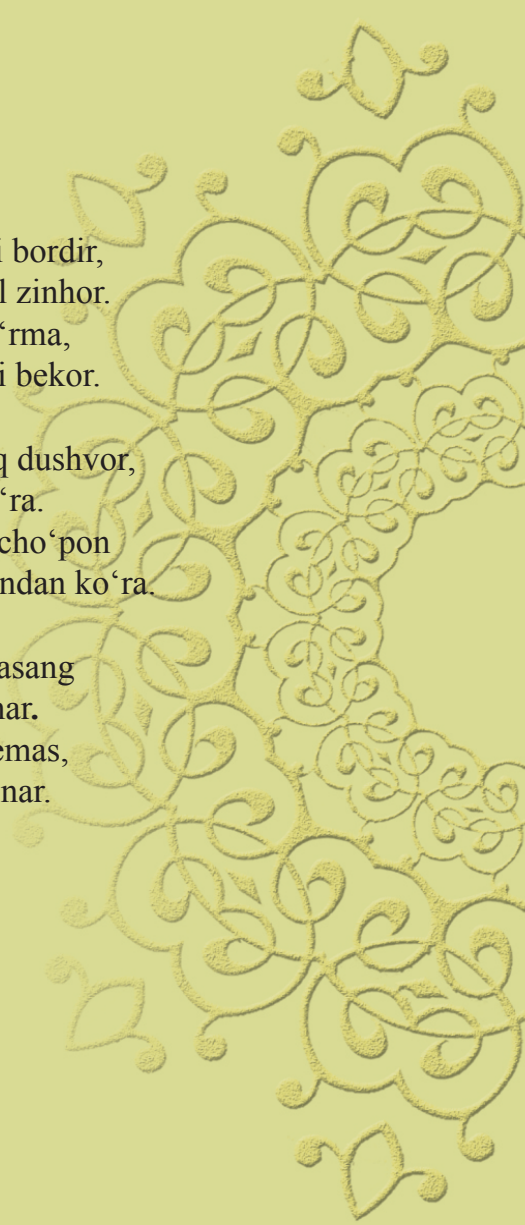 i bordir,
l zinhor.
‘rma,
i bekor.
q dushvor,
‘ra.
cho‘pon
ndan ko‘ra.
asang
nar.
emas,
nar.